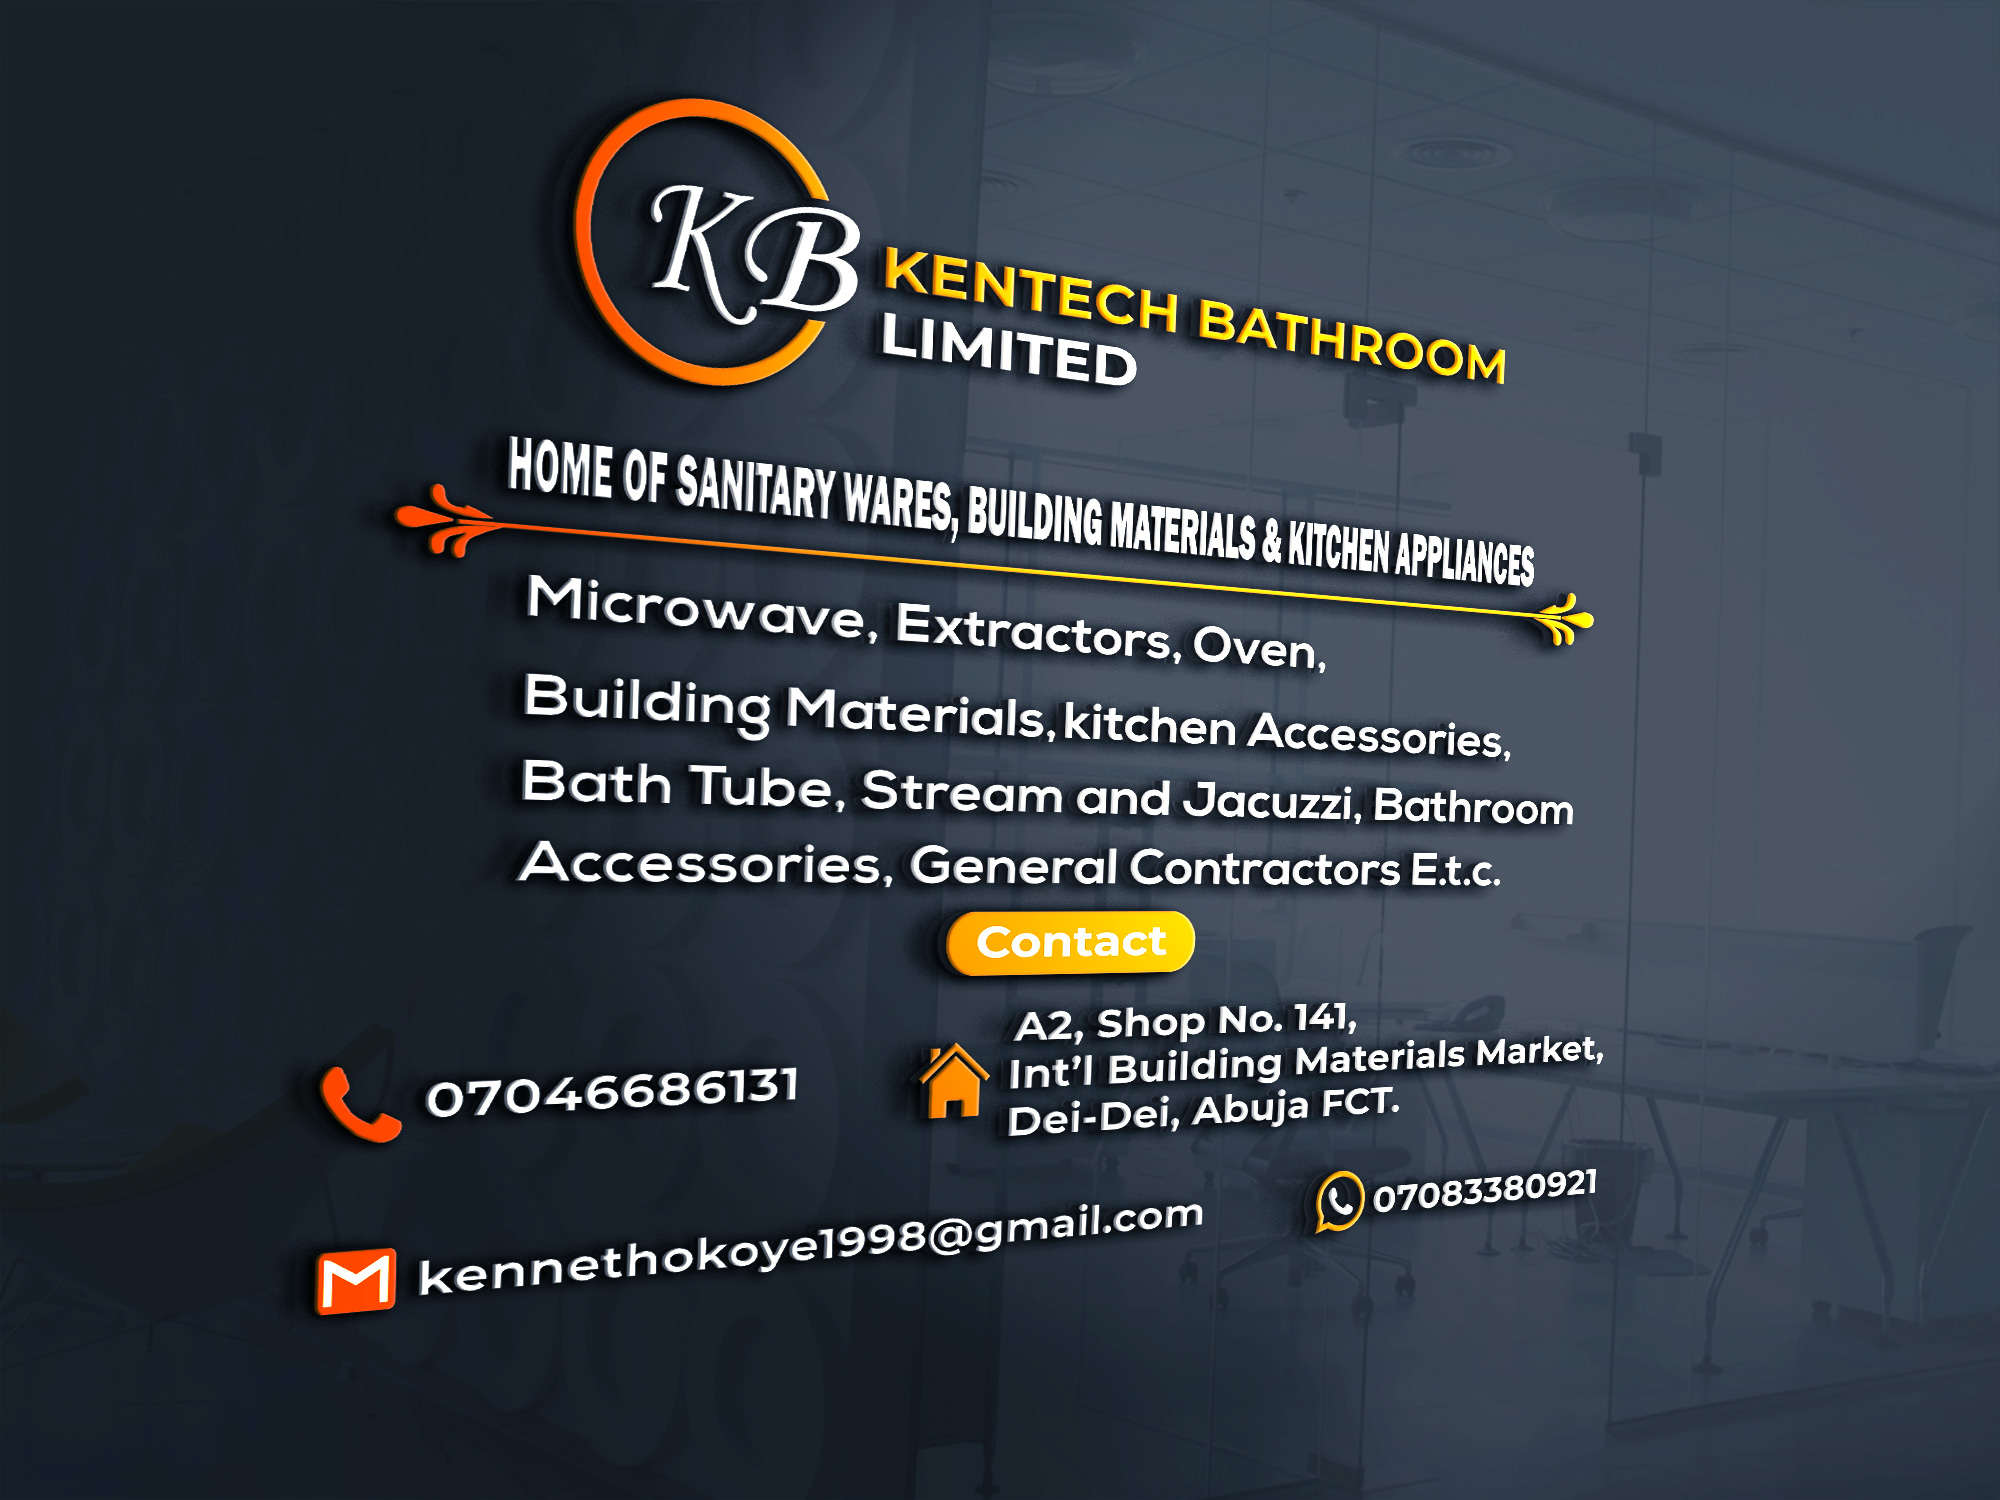 KB
KENTECH BATHROOM
LIMITED
HOME OF SANITARY WARES, BUILDING MATERIALS & KITCHEN APPLIANCES
Microwave, Extractors, Oven,
Building Materials, kitchen Accessories,
Bath Tube, Stream and Jacuzzi, Bathroom
Accessories, General Contractors E.t.c.
Contact
07046686131
A2, Shop No. 141,
Int'l Building Materials Market,
Dei-Dei, Abuja FCT.
kennethokoye1998@gmail.com
07083380921